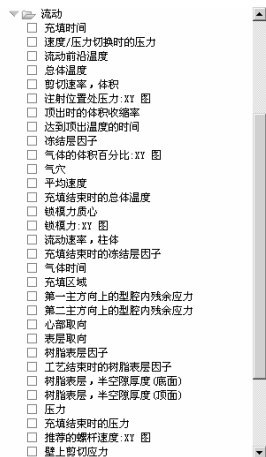 流动
充填时间
速度/压力切换时的压力
流动前沿温度
总体温度
剪切速率，体积
注射位置处压力:XY 图
顶出时的体积收缩率
达到顶出温度的时间
冻结层因子
气体的体积百分比:XY 图
气穴
平均速度
充填结束时的总体温度
锁模力质心
锁模力:XY 图
流动速率，柱体
充填结束时的冻结层因子
气体时间
充填区域
第一主方向上的型腔内残余应力
第二主方向上的型腔内残余应力
心部取向
表层取向
树脂表层因子
工艺结束时的树脂表层因子
树脂表层，半空隙厚度(底面)
树脂表层，半空隙厚度(顶面)
压力
充填结束时的压力
推荐的螺杆速度:XY 图
壁上剪切应力